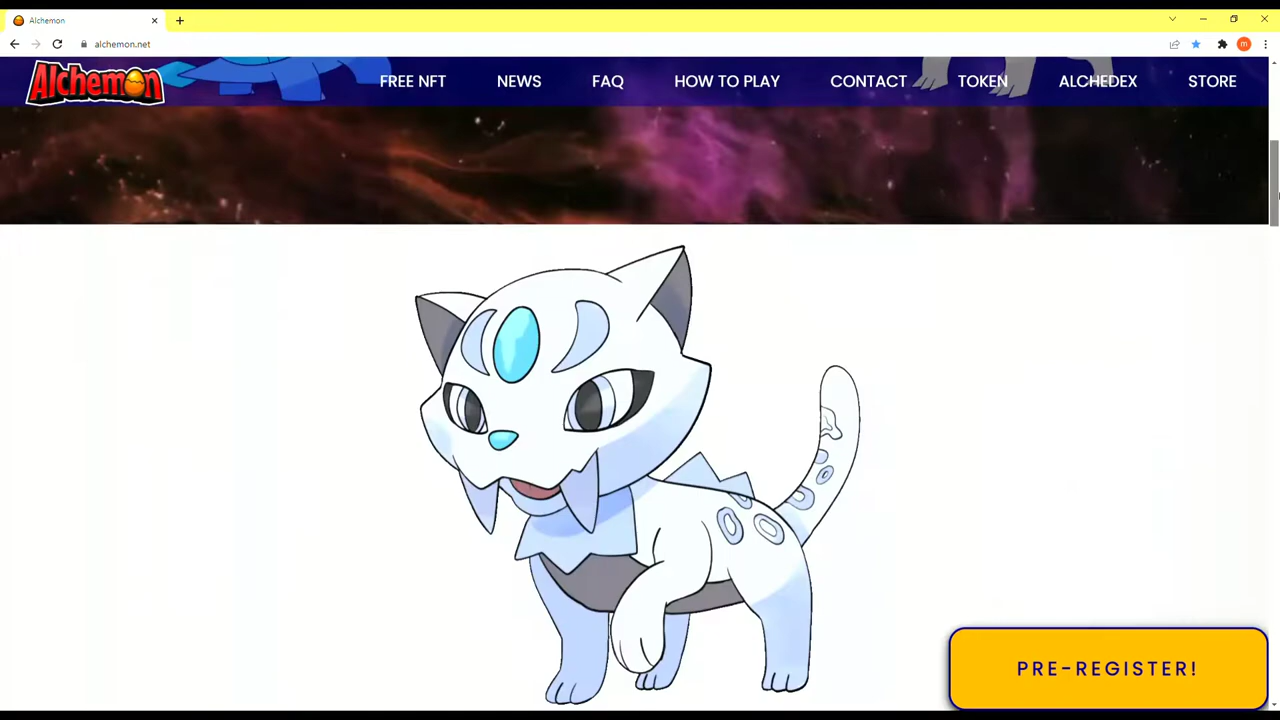 Alchemon
alchemon.net
m
Alchemon
FREE NFT
NEWS
FAQ
HOW TO PLAY
CONTACT
TOKEN
ALCHEDEX
STORE
PRE-REGISTER!